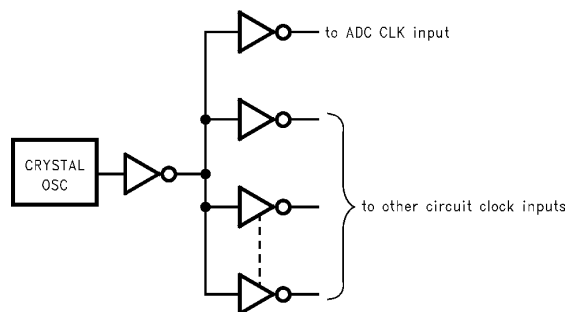 to ADC CLK input
CRYSTAL
OSC
to other circuit clock inputs